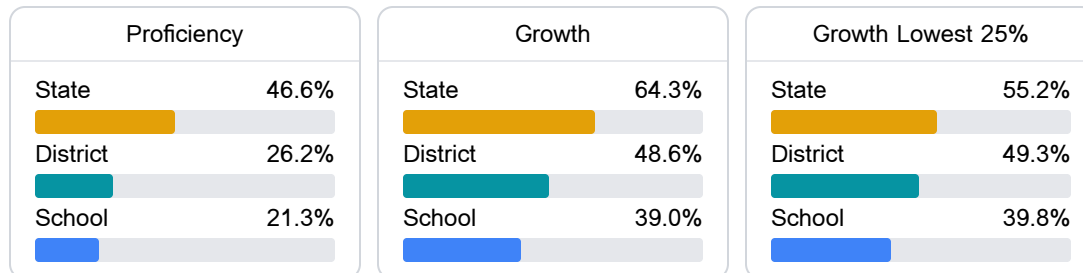 Proficiency
State 46.6%
District 26.2%
School 21.3%
Growth
State 64.3%
District 48.6%
School 39.0%
Growth Lowest 25%
State 55.2%
District 49.3%
School 39.8%